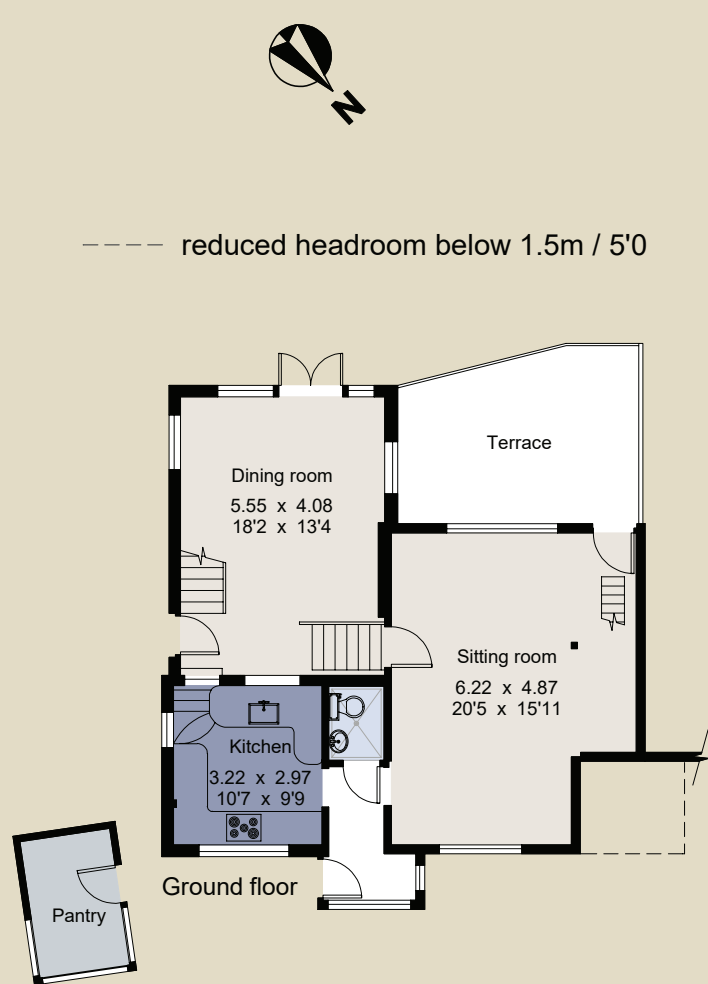 N
reduced headroom below 1.5m / 5'0
Terrace
Dining room
5.55 x 4.08
18'2 x 13'4
Sitting room
6.22 x 4.87
20'5 x 15'11
Kitchen
3.22 x 2.97
10'7 x 9'9
Ground floor
Pantry